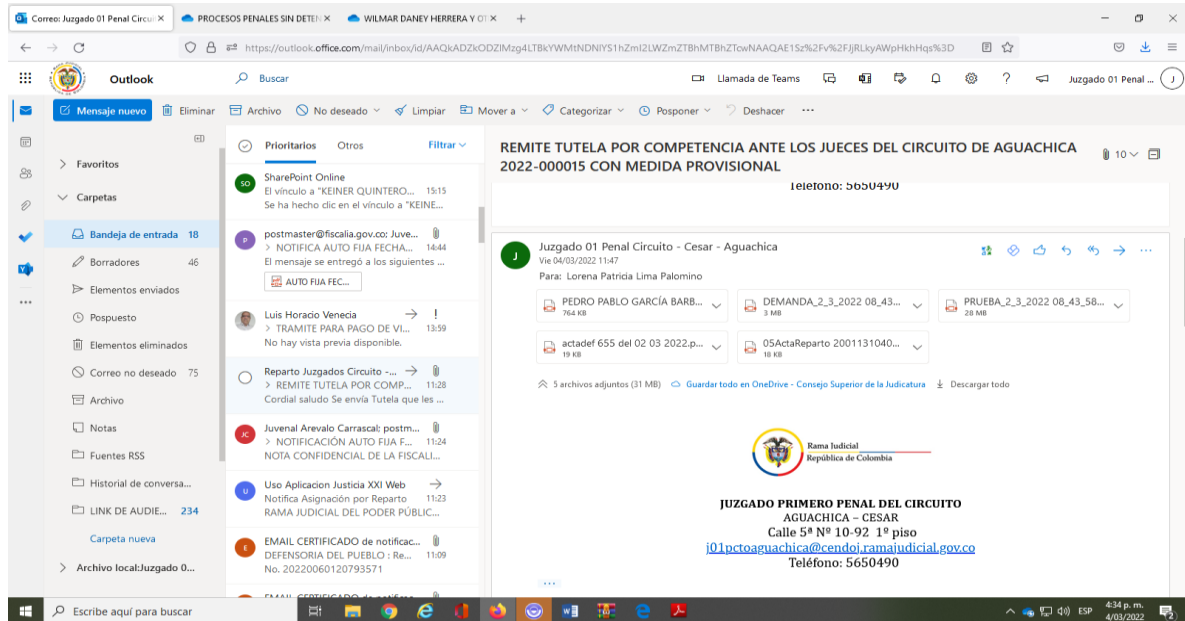 Correo: Juzgado 01 Penal Circui
PROCESOS PENALES SIN DETEN
WILMAR DANEY HERRERA Y OT
https://outlook.office.com/mail/inbox/id/
Outlook
Buscar
Llamada de Teams
Juzgado 01 Penal ...
J
Mensaje nuevo
Eliminar
Archivo
No deseado
Limpiar
Mover a
Categorizar
Posponer
Deshacer
Favoritos
Carpetas
Bandeja de entrada 18
Borradores 46
Elementos enviados
Pospuesto
Elementos eliminados
Correo no deseado 75
Archivo
Notas
Fuentes RSS
Historial de conversa...
LINK DE AUDIE... 234
Carpeta nueva
Archivo local:Juzgado 0...
Prioritarios
Otros
Filtrar
SO
SharePoint Online
El vínculo a "KEINER QUINTERO... 15:15
Se ha hecho clic en el vínculo a "KEINE...
P
postmaster@fiscalia.gov.co; Juve...
> NOTIFICA AUTO FIJA FECHA... 14:44
El mensaje se entregó a los siguientes ...
AUTO FIJA FEC...
Luis Horacio Venecia
> TRAMITE PARA PAGO DE VI... 13:59
No hay vista previa disponible.
Reparto Juzgados Circuito -...
> REMITE TUTELA POR COMP... 11:28
Cordial saludo Se envía Tutela que les ...
JC
Juvenal Arevalo Carrascal; postm...
> NOTIFICACIÓN AUTO FIJA F... 11:24
NOTA CONFIDENCIAL DE LA FISCALI...
U
Uso Aplicacion Justicia XXI Web
Notifica Asignación por Reparto 11:23
RAMA JUDICIAL DEL PODER PÚBLIC...
E
EMAIL CERTIFICADO de notificac...
DEFENSORIA DEL PUEBLO : Re... 11:09
No. 20220060120793571
EMAIL CERTIFICADO de notificac...
REMITE TUTELA POR COMPETENCIA ANTE LOS JUECES DEL CIRCUITO DE AGUACHICA
2022-000015 CON MEDIDA PROVISIONAL
10
Teléfono: 5650490
J
Juzgado 01 Penal Circuito - Cesar - Aguachica
Vie 04/03/2022 11:47
Para: Lorena Patricia Lima Palomino
PEDRO PABLO GARCÍA BARB...
764 KB
DEMANDA_2_3_2022 08_43...
3 MB
PRUEBA_2_3_2022 08_43_58...
28 MB
actadef 655 del 02 03 2022.p...
19 KB
05ActaReparto 2001131040...
18 KB
5 archivos adjuntos (31 MB)
Guardar todo en OneDrive - Consejo Superior de la Judicatura
Descargar todo
Rama Judicial
República de Colombia
JUZGADO PRIMERO PENAL DEL CIRCUITO
AGUACHICA – CESAR
Calle 5ª Nº 10-92 1º piso
j01pctoaguachica@cendoj.ramajudicial.gov.co
Teléfono: 5650490
Escribe aquí para buscar
ESP
4:34 p. m.
4/03/2022
2